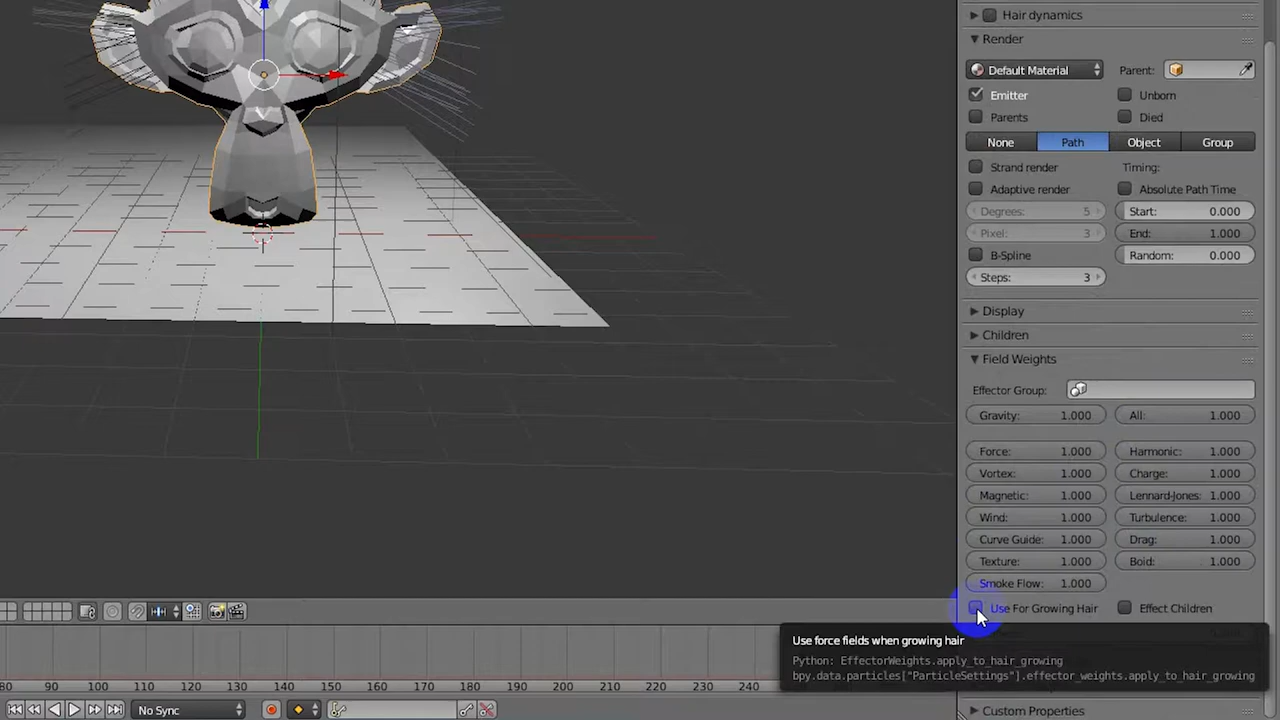 Hair dynamics
Render
Default Material Parent:
Emitter Unborn
Parents Died
None Path Object Group
Strand render Timing:
Adaptive render Absolute Path Time
Degrees: 5 Start: 0.000
Pixel: 3 End: 1.000
B-Spline Random: 0.000
Steps: 3
Display
Children
Field Weights
Effector Group:
Gravity: 1.000 All: 1.000
Force: 1.000 Harmonic: 1.000
Vortex: 1.000 Charge: 1.000
Magnetic: 1.000 Lennard-Jones: 1.000
Wind: 1.000 Turbulence: 1.000
Curve Guide: 1.000 Drag: 1.000
Texture: 1.000 Boid: 1.000
Smoke Flow: 1.000
Use For Growing Hair Effect Children
Use force fields when growing hair
Python: EffectorWeights.apply_to_hair_growing
bpy.data.particles["ParticleSettings"].effector_weights.apply_to_hair_growing
80 90 100 110 120 130 140 150 160 170 180 190 200 210 220 230 240
No Sync
Custom Properties